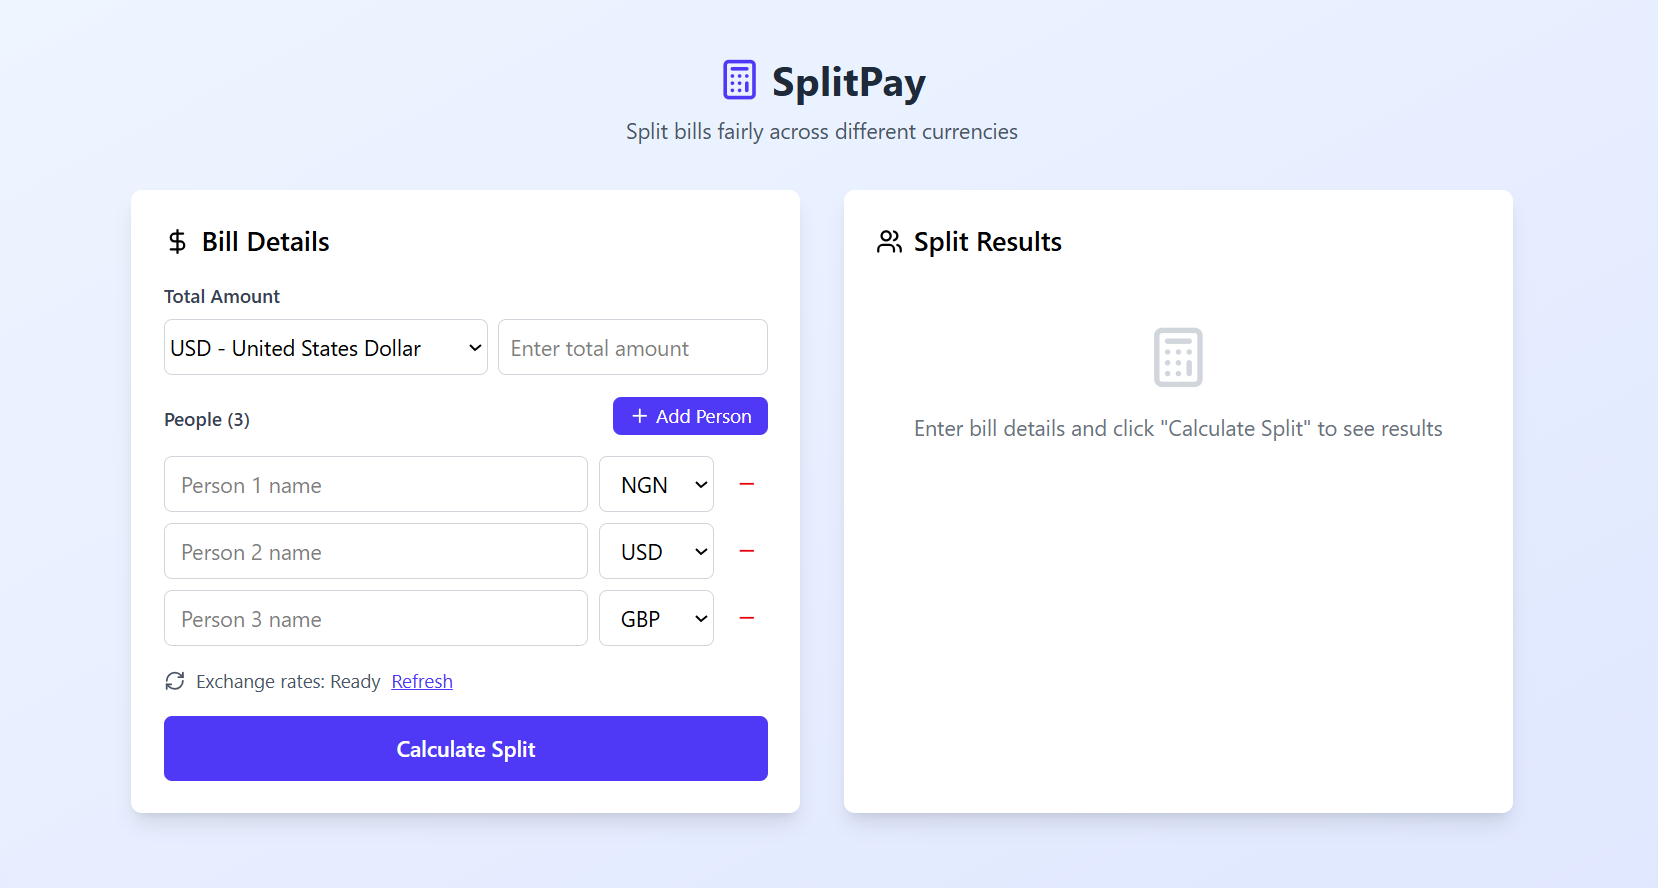 SplitPay
Split bills fairly across different currencies
Bill Details
Total Amount
USD - United States Dollar
Enter total amount
People (3)
+ Add Person
Person 1 name
NGN
Person 2 name
USD
Person 3 name
GBP
Exchange rates: Ready Refresh
Calculate Split
Split Results
Enter bill details and click "Calculate Split" to see results